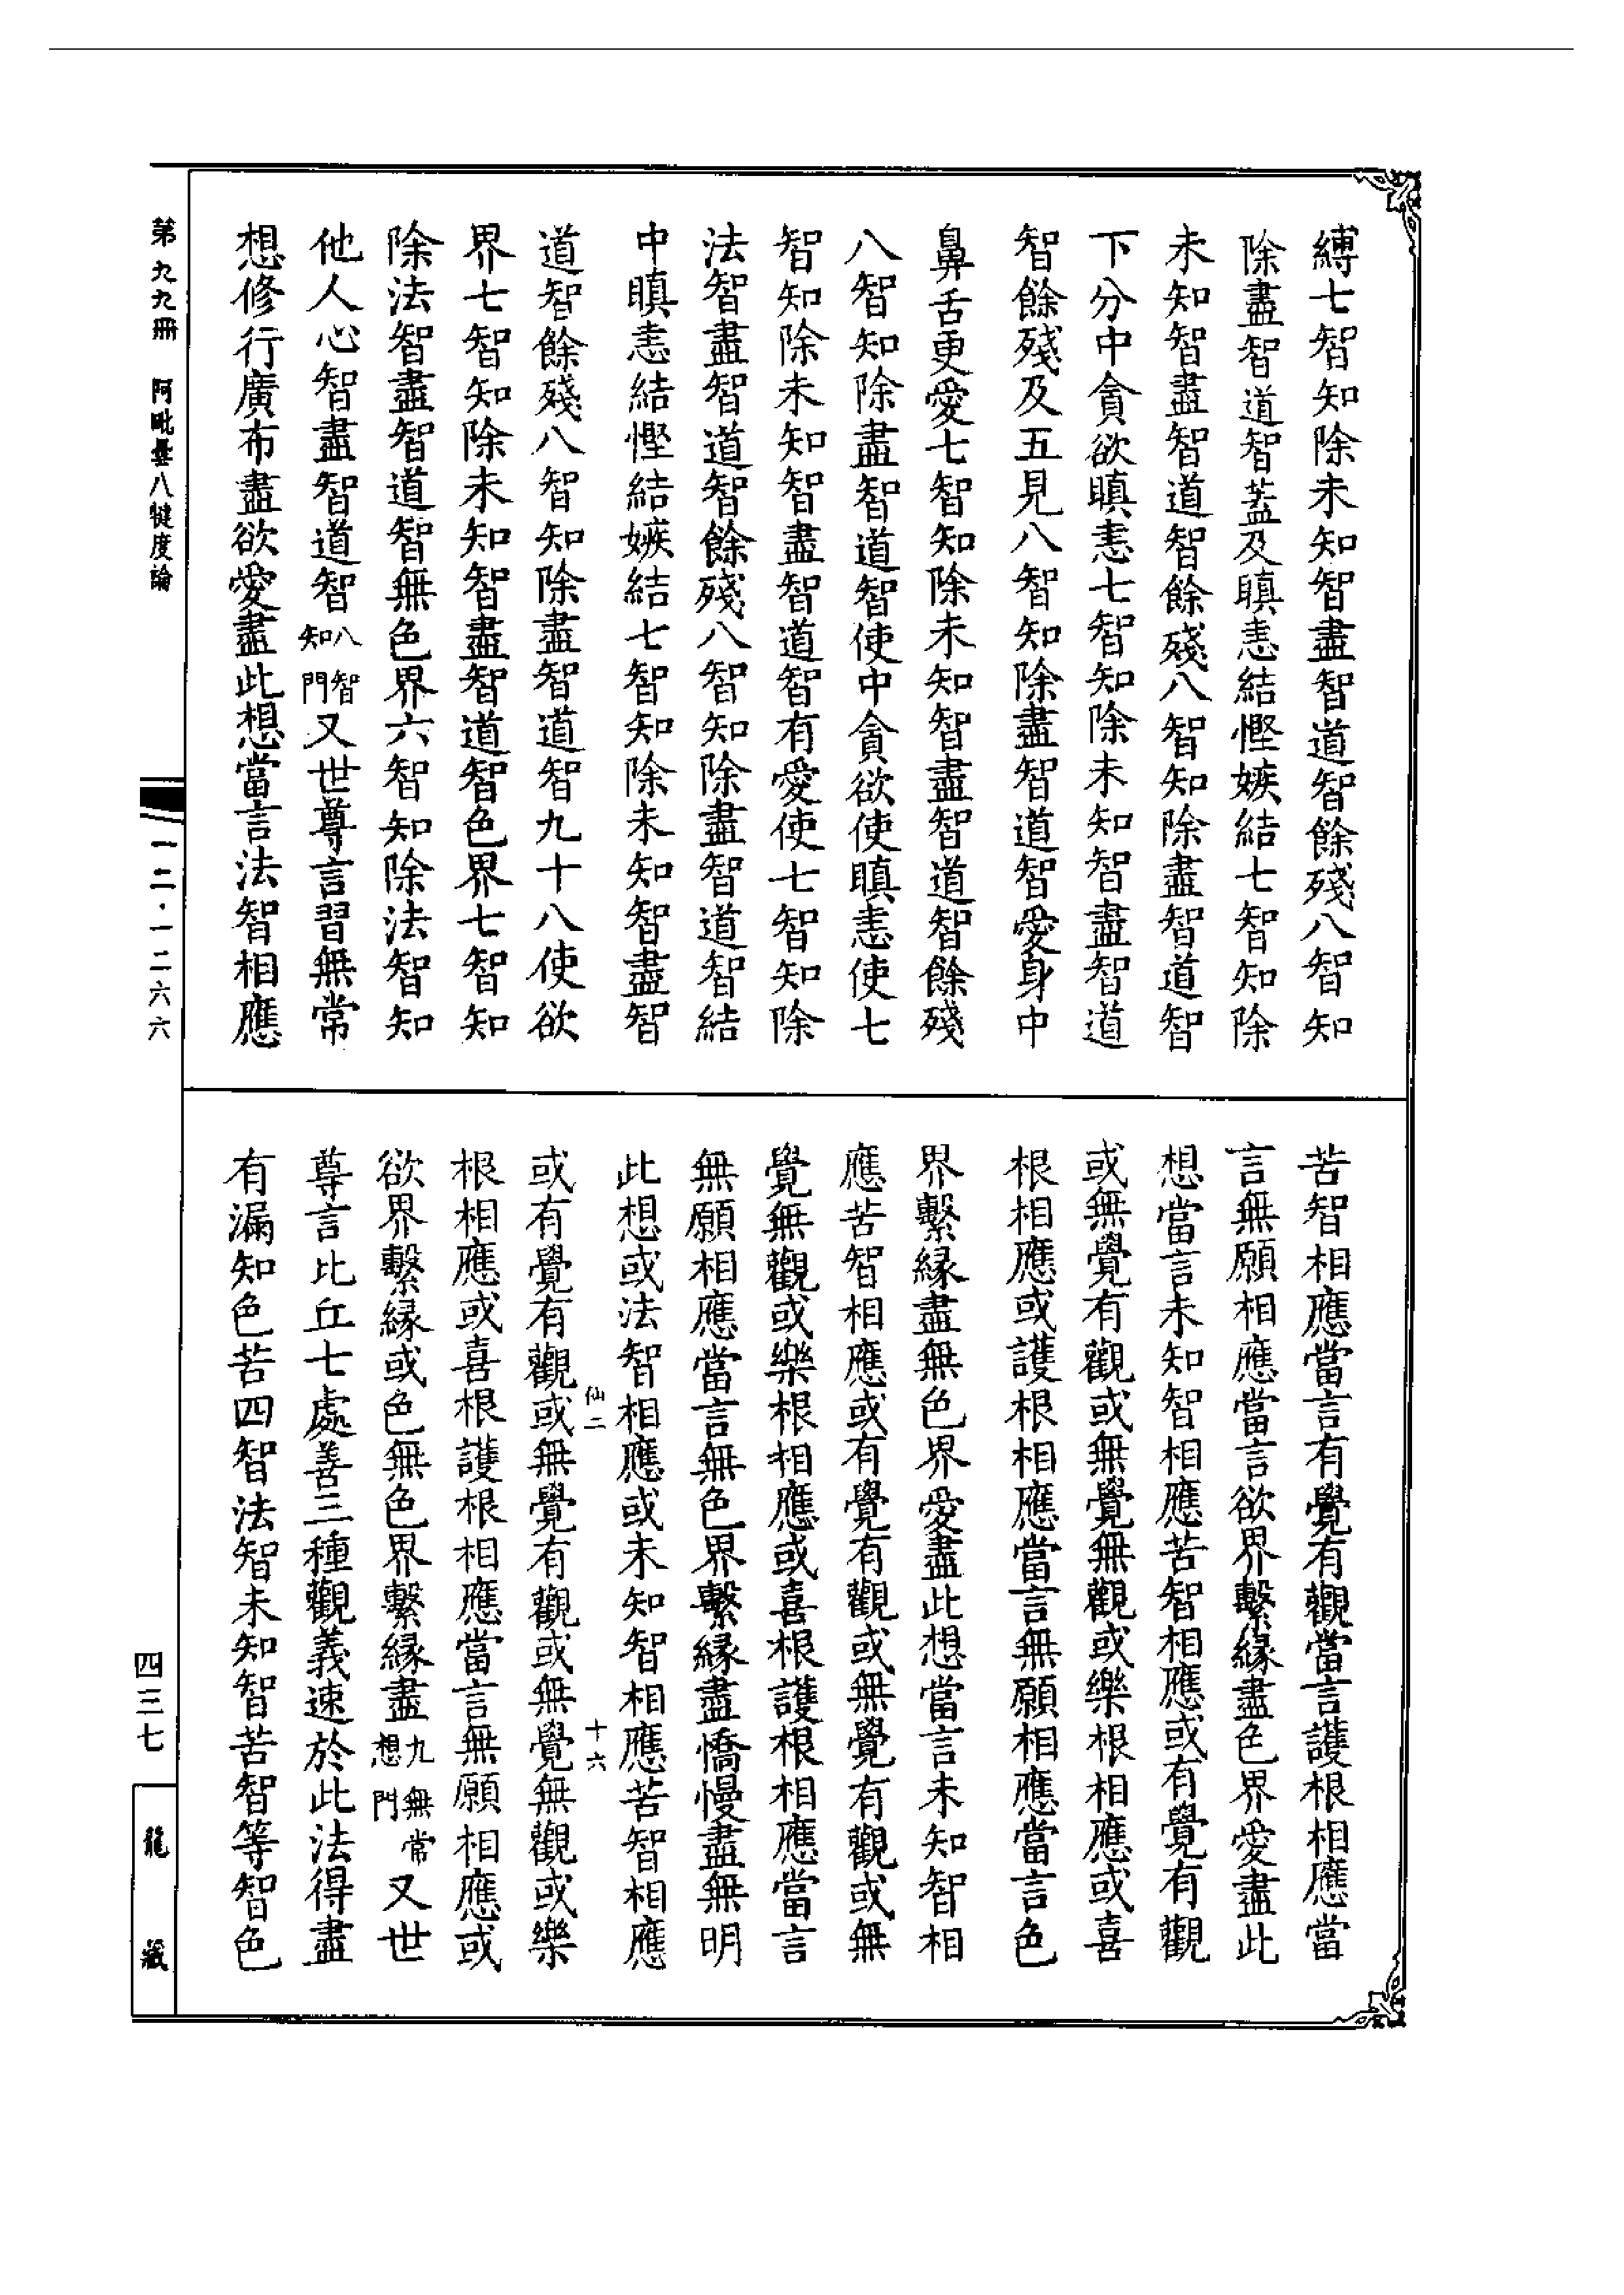 縛七智知除未知智盡智道智餘殘八智知
除盡智道智蓋及瞋恚結慳嫉結七智知除
未知智盡智道智餘殘八智知除盡智道智
下分中貪欲瞋恚七智知除未知智盡智道
智餘殘及五見八智知除盡智道智愛身中
鼻舌更愛七智知除未知智盡智道智餘殘
八智知除盡智道智使中貪欲使瞋恚使七
智知除未知智盡智道智有愛使七智知除
法智盡智道智餘殘八智知除盡智道智結
中瞋恚結慳結嫉結七智知除未知智盡智
道智餘殘八智知除盡智道智九十八使欲
界七智知除未知智盡智道智色界七智知
除法智盡智道智無色界六智知除法智知
他人心智盡智道智八智知門又世尊言習無常
想修行廣布盡欲愛盡此想當言法智相應
苦智相應當言有覺有觀當言護根相應當
言無願相應當言欲界繫緣盡色界愛盡此
想當言未知智相應苦智相應或有覺有觀
或無覺有觀或無覺無觀或樂根相應或喜
根相應或護根相應當言無願相應當言色
界繫緣盡無色界愛盡此想當言未知智相
應苦智相應或有覺有觀或無覺有觀或無
覺無觀或樂根相應或喜根護根相應當言
無願相應當言無色界繫緣盡憍慢盡無明
此想或法智相應或未知智相應苦智相應
仙二 十六
或有覺有觀或無覺有觀或無覺無觀或樂
根相應或喜根護根相應當言無願相應或
欲界繫緣或色無色界繫緣盡九無常想門又世
尊言比丘七處善三種觀義速於此法得盡
有漏知色苦四智法智未知智苦智等智色
第九九冊 阿毗曇八犍度論
一二·一二六六
四三七
龍藏